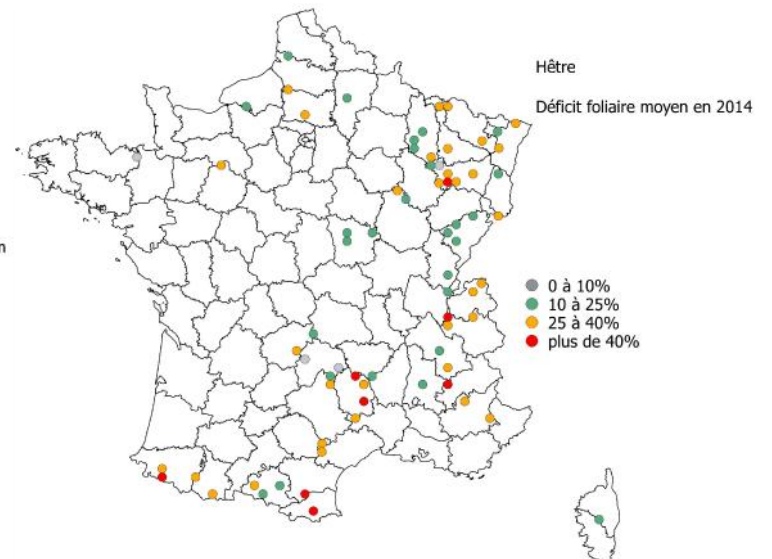 Hêtre
Déficit foliaire moyen en 2014
n
0 à 10%
10 à 25%
25 à 40%
plus de 40%